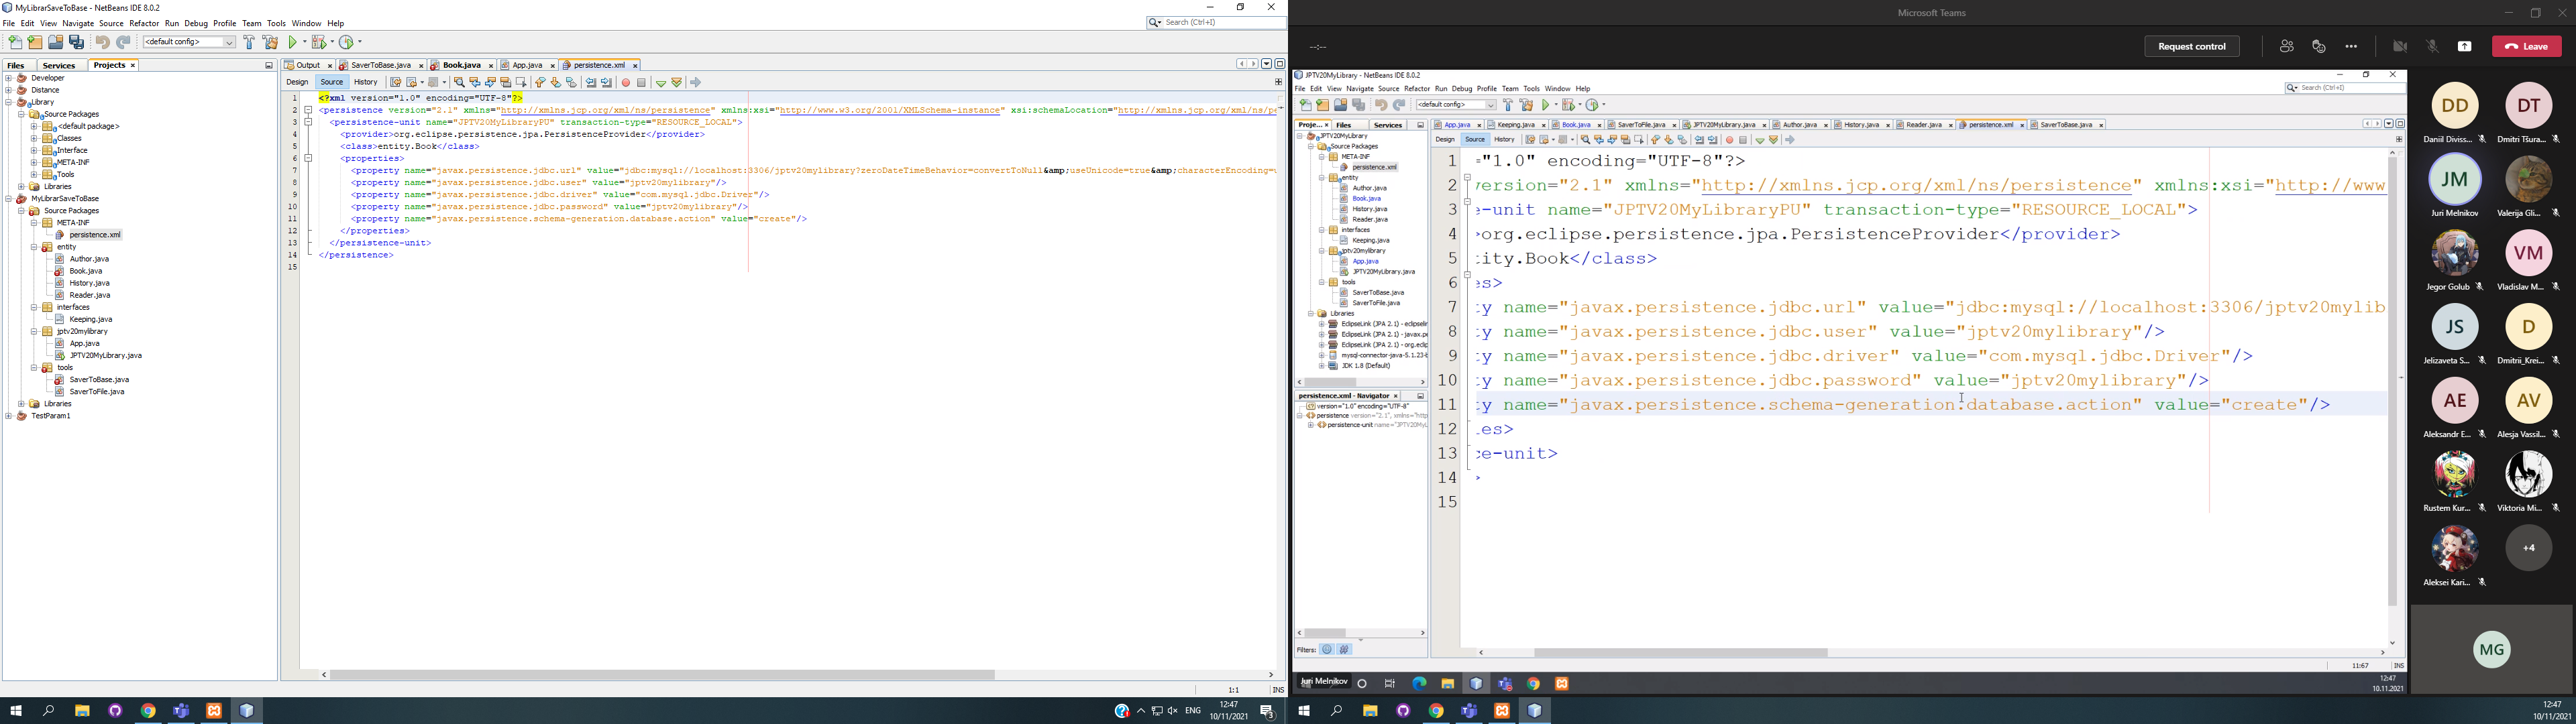 MyLibrarSaveToBase - NetBeans IDE 8.0.2
File Edit View Navigate Source Refactor Run Debug Profile Team Tools Window Help
Search (Ctrl+I)
<default config>
Files Services Projects
Developer
Distance
Library
Source Packages
<default package>
Classes
Interface
META-INF
Tools
Libraries
MyLibrarSaveToBase
Source Packages
META-INF
persistence.xml
entity
Author.java
Book.java
History.java
Reader.java
interfaces
Keeping.java
jptv20mylibrary
App.java
JPTV20MyLibrary.java
tools
SaverToBase.java
SaverToFile.java
Libraries
TestParam1
Output SaverToBase.java Book.java App.java persistence.xml
Design Source History
1 <?xml version="1.0" encoding="UTF-8"?>
2 <persistence version="2.1" xmlns="http://xmlns.jcp.org/xml/ns/persistence" xmlns:xsi="http://www.w3.org/2001/XMLSchema-instance" xsi:schemaLocation="http://xmlns.jcp.org/xml/ns/pe
3 <persistence-unit name="JPTV20MyLibraryPU" transaction-type="RESOURCE_LOCAL">
4 <provider>org.eclipse.persistence.jpa.PersistenceProvider</provider>
5 <class>entity.Book</class>
6 <properties>
7 <property name="javax.persistence.jdbc.url" value="jdbc:mysql://localhost:3306/jptv20mylibrary?zeroDateTimeBehavior=convertToNull&amp;useUnicode=true&amp;characterEncoding=u
8 <property name="javax.persistence.jdbc.user" value="jptv20mylibrary"/>
9 <property name="javax.persistence.jdbc.driver" value="com.mysql.jdbc.Driver"/>
10 <property name="javax.persistence.jdbc.password" value="jptv20mylibrary"/>
11 <property name="javax.persistence.schema-generation.database.action" value="create"/>
12 </properties>
13 </persistence-unit>
14 </persistence>
15
1:1 INS
ENG 12:47
10/11/2021
3
Microsoft Teams
--:--
Request control
Leave
JPTV20MyLibrary - NetBeans IDE 8.0.2
File Edit View Navigate Source Refactor Run Debug Profile Team Tools Window Help
Search (Ctrl+I)
<default config>
Proje... Files Services
JPTV20MyLibrary
Source Packages
META-INF
persistence.xml
entity
Author.java
Book.java
History.java
Reader.java
interfaces
Keeping.java
jptv20mylibrary
App.java
JPTV20MyLibrary.java
tools
SaverToBase.java
SaverToFile.java
Libraries
EclipseLink (JPA 2.1) - eclipselin
EclipseLink (JPA 2.1) - javax.pe
EclipseLink (JPA 2.1) - org.ecl
mysql-connector-java-5.1.23-b
JDK 1.8 (Default)
persistence.xml - Navigator
version="1.0" encoding="UTF-8"
persistence version="2.1", xmlns="http
persistence-unit name="JPTV20MyL
Filters:
App.java Keeping.java Book.java SaverToFile.java JPTV20MyLibrary.java Author.java History.java Reader.java persistence.xml SaverToBase.java
Design Source History
1 ="1.0" encoding="UTF-8"?>
2 version="2.1" xmlns="http://xmlns.jcp.org/xml/ns/persistence" xmlns:xsi="http://www
3 e-unit name="JPTV20MyLibraryPU" transaction-type="RESOURCE_LOCAL">
4 >org.eclipse.persistence.jpa.PersistenceProvider</provider>
5 ity.Book</class>
6 es>
7 ty name="javax.persistence.jdbc.url" value="jdbc:mysql://localhost:3306/jptv20mylib
8 ty name="javax.persistence.jdbc.user" value="jptv20mylibrary"/>
9 ty name="javax.persistence.jdbc.driver" value="com.mysql.jdbc.Driver"/>
10 ty name="javax.persistence.jdbc.password" value="jptv20mylibrary"/>
11 ty name="javax.persistence.schema-generation.database.action" value="create"/>
12 ies>
13 ce-unit>
14 >
15
11:67 INS
Juri Melnikov
12:47
10.11.2021
DD DT
Daniil Diviss... Dmitri Tšura...
JM
Juri Melnikov Valerija Gli...
VM
Jegor Golub Vladislav M...
JS D
Jelizaveta S... Dmitrii_Krei...
AE AV
Aleksandr E... Alesja Vassil...
Rustem Kur... Viktoria Mi...
+4
Aleksei Kari...
MG
12:47
10/11/2021